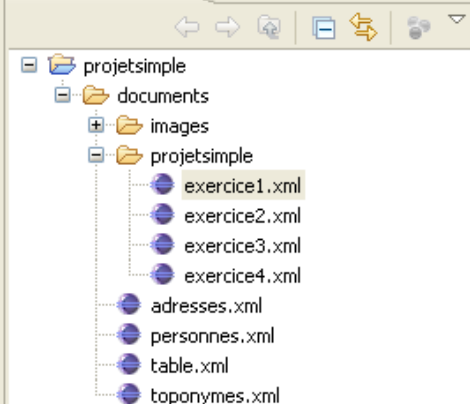 projetsimple
documents
images
projetsimple
exercice1.xml
exercice2.xml
exercice3.xml
exercice4.xml
adresses.xml
personnes.xml
table.xml
toponymes.xml